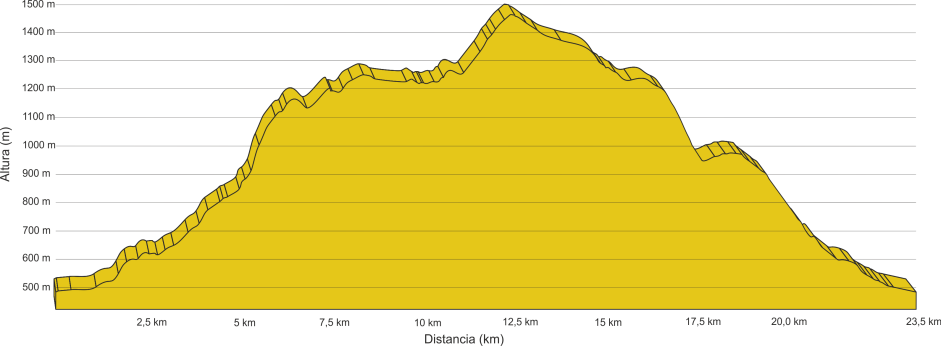 1500 m
1400 m
1300 m
1200 m
1100 m
1000 m
900 m
800 m
700 m
600 m
500 m
Altura (m)
2,5 km 5 km 7,5 km 10 km 12,5 km 15 km 17,5 km 20,0 km 23,5 km
Distancia (km)